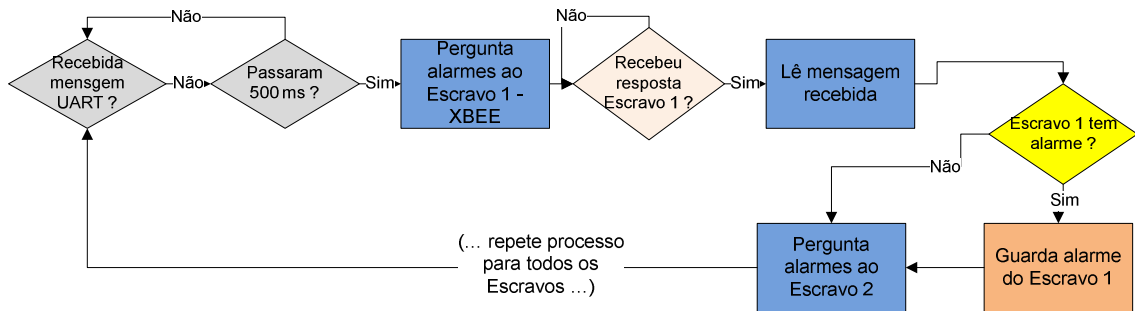 Não
Recebida
mensgem
UART ?
Não
Passaram
500 ms ?
Sim
Pergunta
alarmes ao
Escravo 1 -
XBEE
Não
Recebeu
resposta
Escravo 1 ?
Sim
Lê mensagem
recebida
Escravo 1 tem
alarme ?
Não
Sim
Guarda alarme
do Escravo 1
Pergunta
alarmes ao
Escravo 2
(... repete processo
para todos os
Escravos ...)